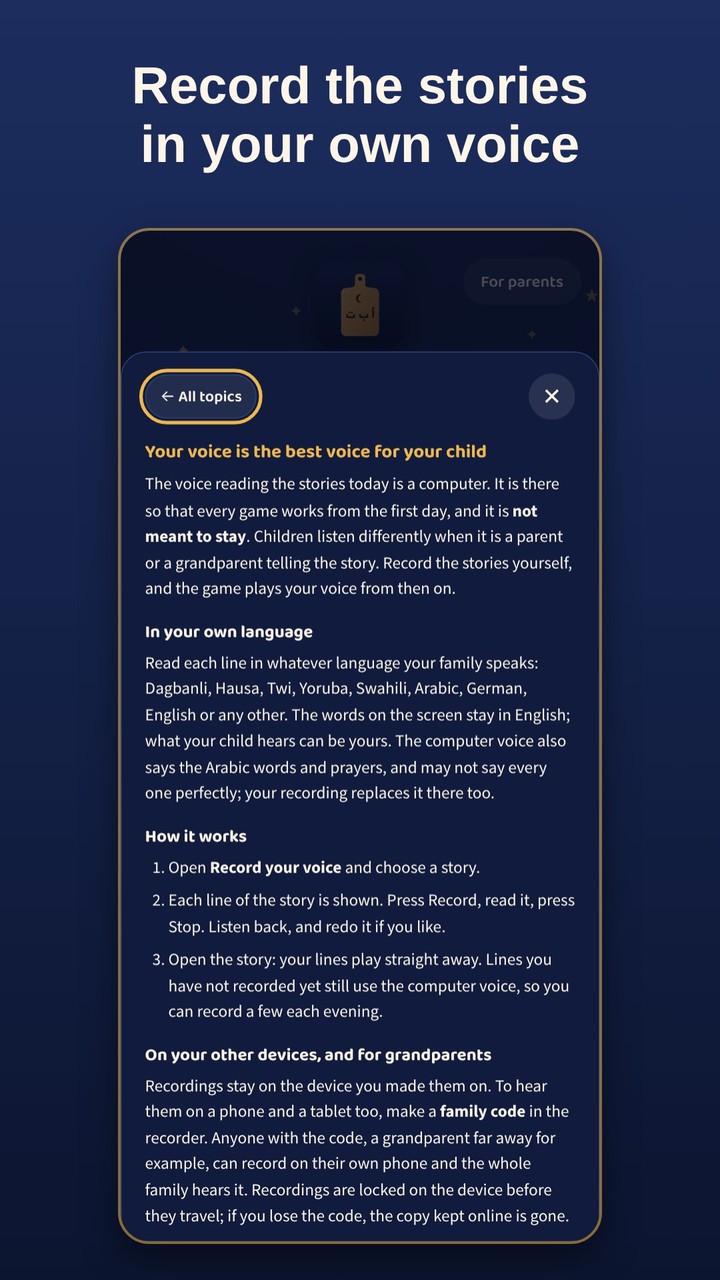 Record the stories
in your own voice
For parents
أ ب ت
← All topics
✕
Your voice is the best voice for your child
The voice reading the stories today is a computer. It is there
so that every game works from the first day, and it is not
meant to stay. Children listen differently when it is a parent
or a grandparent telling the story. Record the stories yourself,
and the game plays your voice from then on.
In your own language
Read each line in whatever language your family speaks:
Dagbanli, Hausa, Twi, Yoruba, Swahili, Arabic, German,
English or any other. The words on the screen stay in English;
what your child hears can be yours. The computer voice also
says the Arabic words and prayers, and may not say every
one perfectly; your recording replaces it there too.
How it works
1. Open Record your voice and choose a story.
2. Each line of the story is shown. Press Record, read it, press
Stop. Listen back, and redo it if you like.
3. Open the story: your lines play straight away. Lines you
have not recorded yet still use the computer voice, so you
can record a few each evening.
On your other devices, and for grandparents
Recordings stay on the device you made them on. To hear
them on a phone and a tablet too, make a family code in the
recorder. Anyone with the code, a grandparent far away for
example, can record on their own phone and the whole
family hears it. Recordings are locked on the device before
they travel; if you lose the code, the copy kept online is gone.